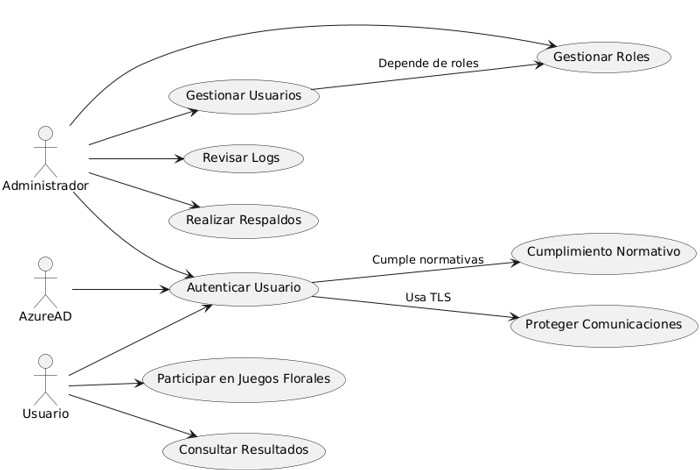 Gestionar Roles
Depende de roles
Gestionar Usuarios
Revisar Logs
Administrador
Realizar Respaldos
Cumplimiento Normativo
Cumple normativas
Autenticar Usuario
Usa TLS
AzureAD
Proteger Comunicaciones
Participar en Juegos Florales
Usuario
Consultar Resultados